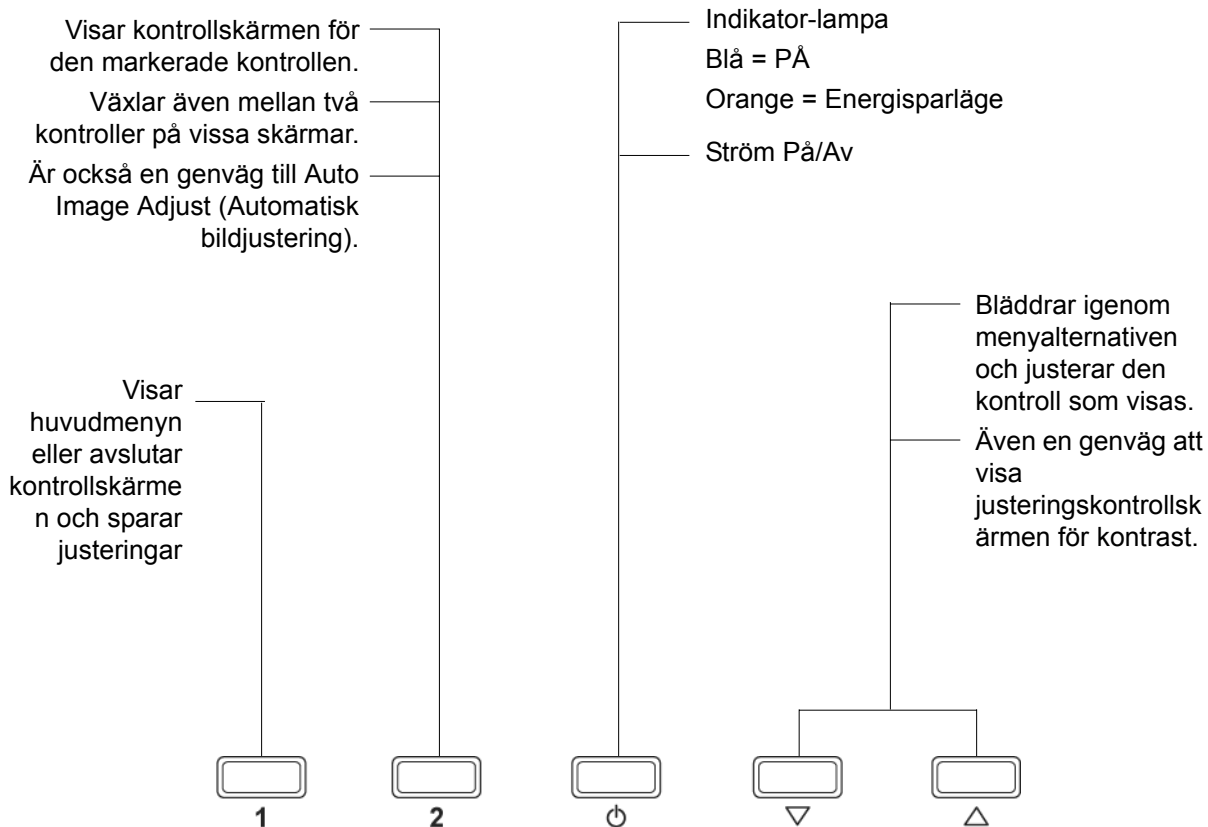 Visar kontrollskärmen för
den markerade kontrollen.
Växlar även mellan två
kontroller på vissa skärmar.
Är också en genväg till Auto
Image Adjust (Automatisk
bildjustering).
Indikator-lampa
Blå = PÅ
Orange = Energisparläge
Ström På/Av
Visar
huvudmenyn
eller avslutar
kontrollskärme
n och sparar
justeringar
Bläddrar igenom
menyalternativen
och justerar den
kontroll som visas.
Även en genväg att
visa
justeringskontrollsk
ärmen för kontrast.
1
2